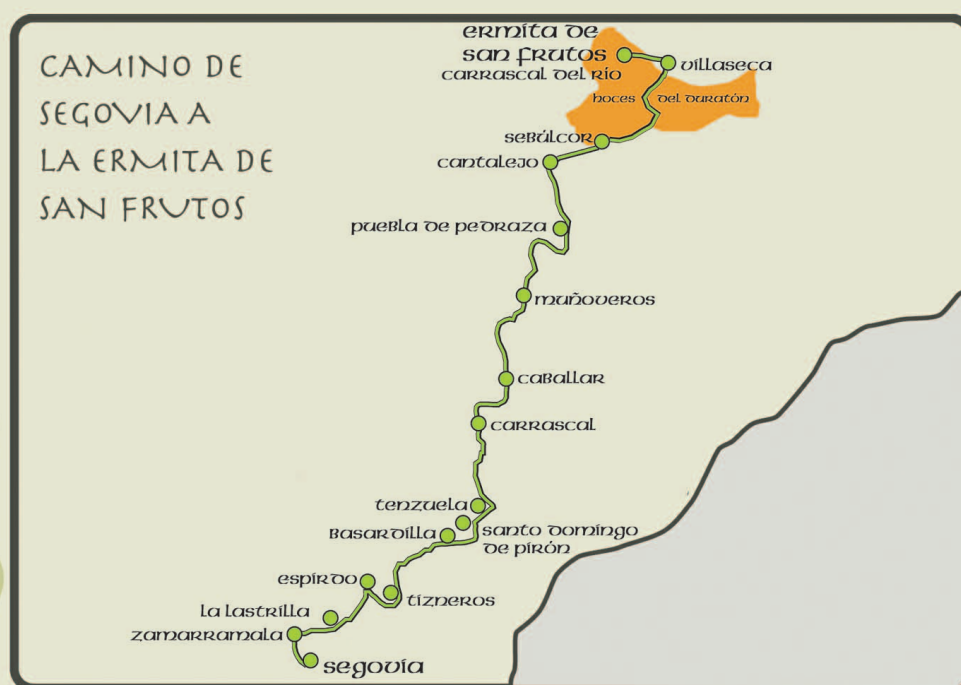 CAMINO DE
SEGOVIA A
LA ERMITA DE
SAN FRUTOS
ermita de
san frutos
carrascal del río
villaseca
hoces del duratón
sebúlcor
cantalejo
puebla de pedraza
muñoveros
caballar
carrascal
tenzuela
santo domingo
de pirón
basardilla
espirdo
tizneros
la lastrilla
zamarramala
segovia